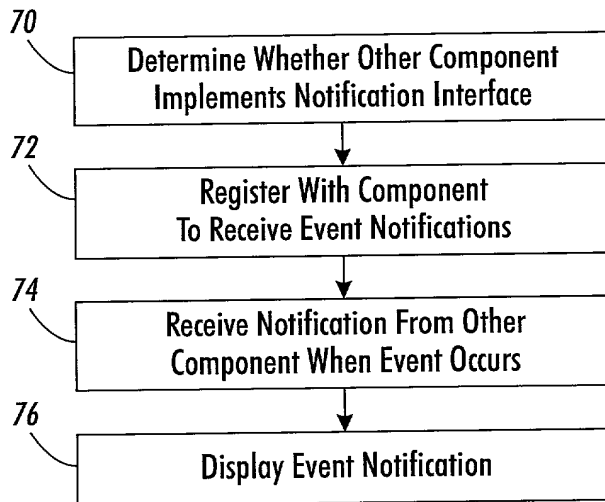 70
Determine Whether Other Component
Implements Notification Interface
72
Register With Component
To Receive Event Notifications
74
Receive Notification From Other
Component When Event Occurs
76
Display Event Notification